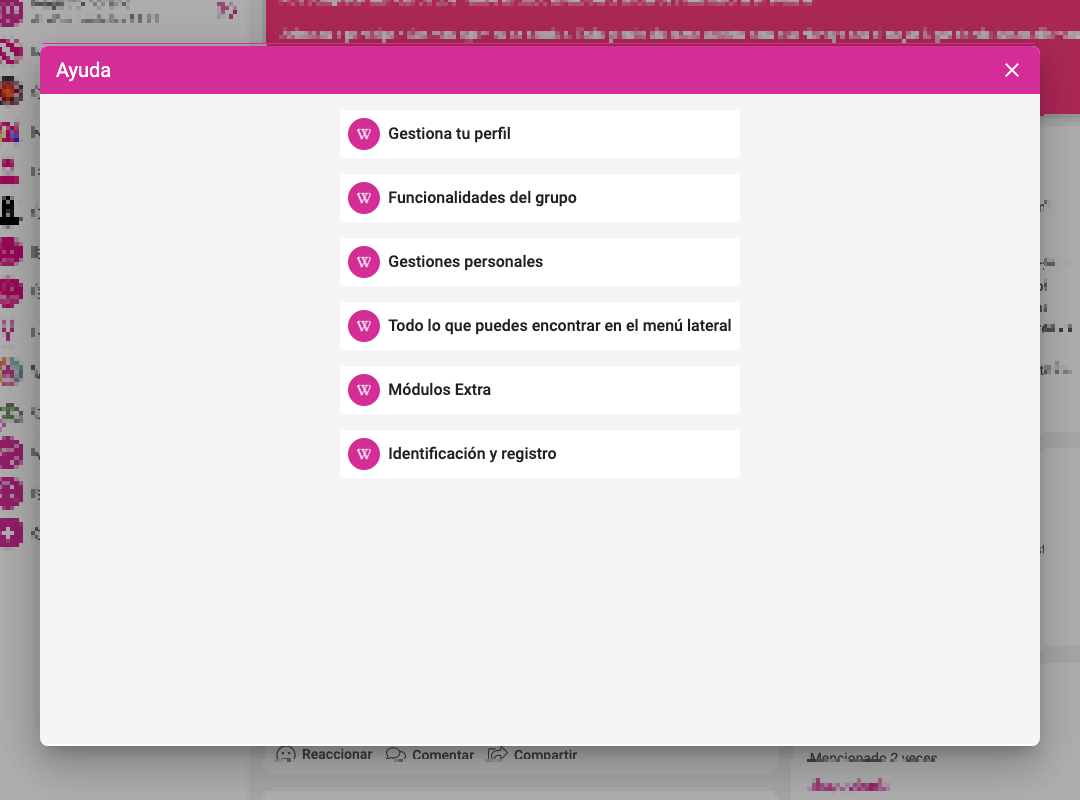 Ayuda
W Gestiona tu perfil
W Funcionalidades del grupo
W Gestiones personales
W Todo lo que puedes encontrar en el menú lateral
W Módulos Extra
W Identificación y registro
Reaccionar Comentar Compartir
Mencionado 2 veces